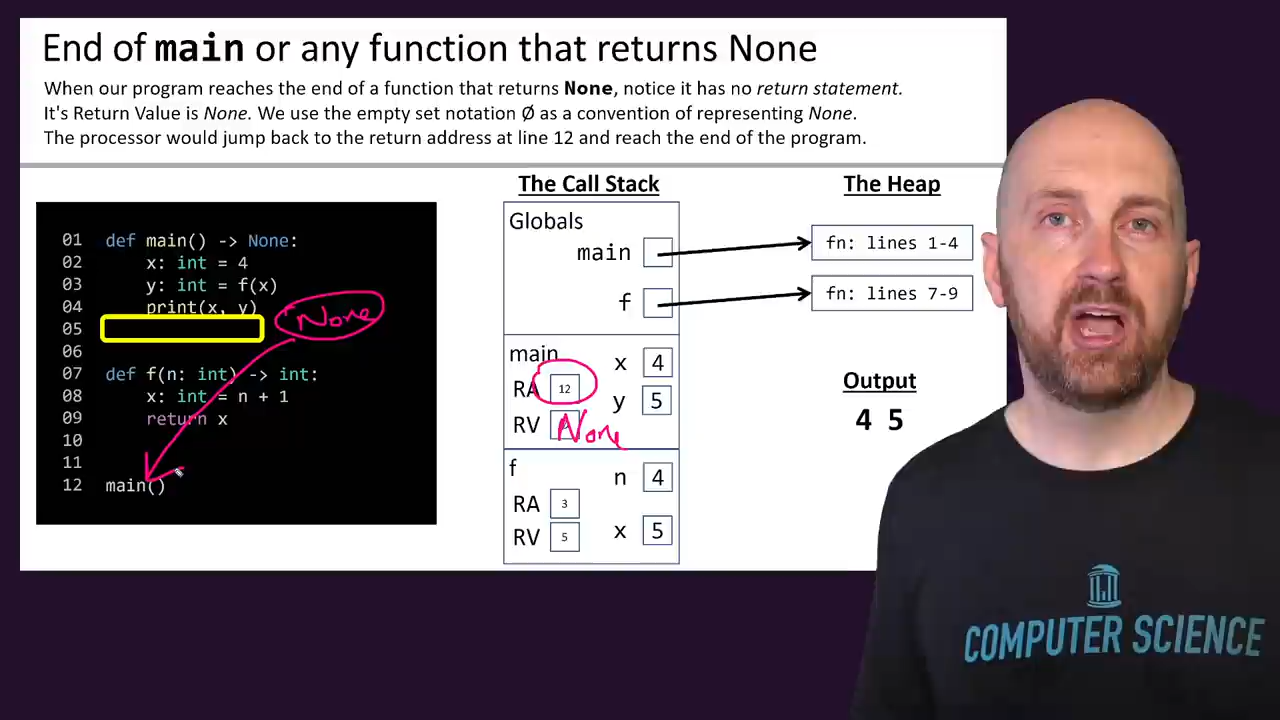 End of main or any function that returns None
When our program reaches the end of a function that returns None, notice it has no return statement.
It's Return Value is None. We use the empty set notation Ø as a convention of representing None.
The processor would jump back to the return address at line 12 and reach the end of the program.
01 def main() -> None:
02 x: int = 4
03 y: int = f(x)
04 print(x, y)
05
06
07 def f(n: int) -> int:
08 x: int = n + 1
09 return x
10
11
12 main()
None
The Call Stack
Globals
main
f
main
RA 12
RV None
x 4
y 5
f
RA 3
RV 5
n 4
x 5
The Heap
fn: lines 1-4
fn: lines 7-9
Output
4 5
COMPUTER SCIENCE